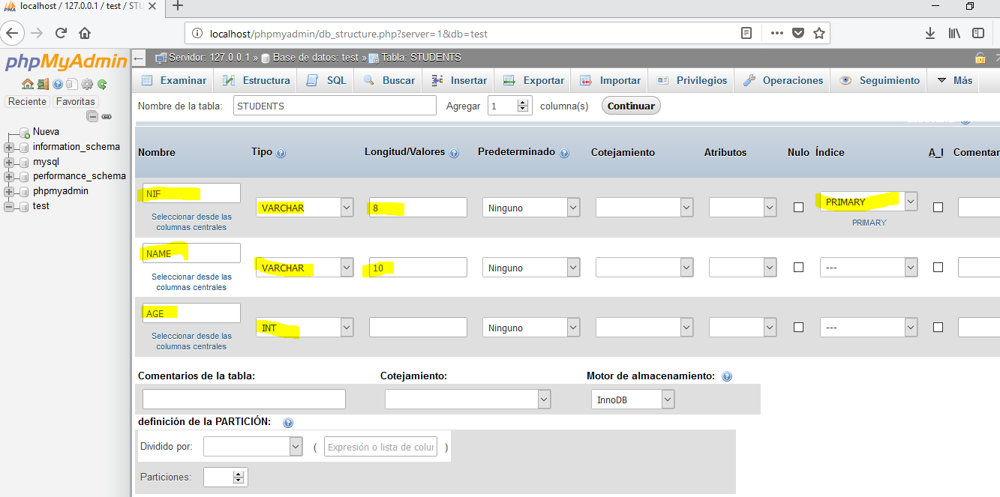 localhost / 127.0.0.1 / test / STU
localhost/phpmyadmin/db_structure.php?server=1&db=test
phpMyAdmin
Reciente Favoritas
Nueva
information_schema
mysql
performance_schema
phpmyadmin
test
Servidor: 127.0.0.1 » Base de datos: test » Tabla: STUDENTS
Examinar Estructura SQL Buscar Insertar Exportar Importar Privilegios Operaciones Seguimiento Más
Nombre de la tabla: STUDENTS Agregar 1 columna(s) Continuar
Nombre Tipo Longitud/Valores Predeterminado Cotejamiento Atributos Nulo Índice A_I Comentar
NIF VARCHAR 8 Ninguno PRIMARY
Seleccionar desde las
columnas centrales
PRIMARY
NAME VARCHAR 10 Ninguno ---
Seleccionar desde las
columnas centrales
AGE INT Ninguno ---
Seleccionar desde las
columnas centrales
Comentarios de la tabla: Cotejamiento: Motor de almacenamiento:
InnoDB
definición de la PARTICIÓN:
Dividido por: ( Expresión o lista de colur )
Particiones: